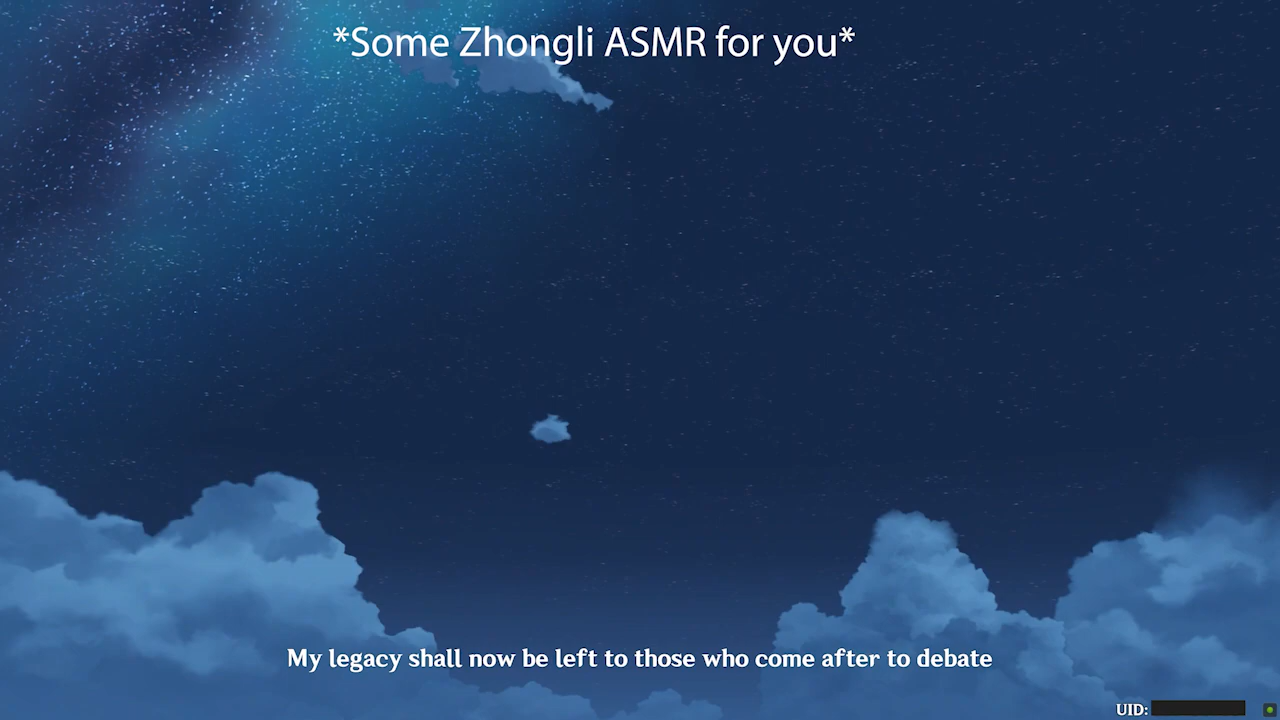 *Some Zhongli ASMR for you*
My legacy shall now be left to those who come after to debate
UID: